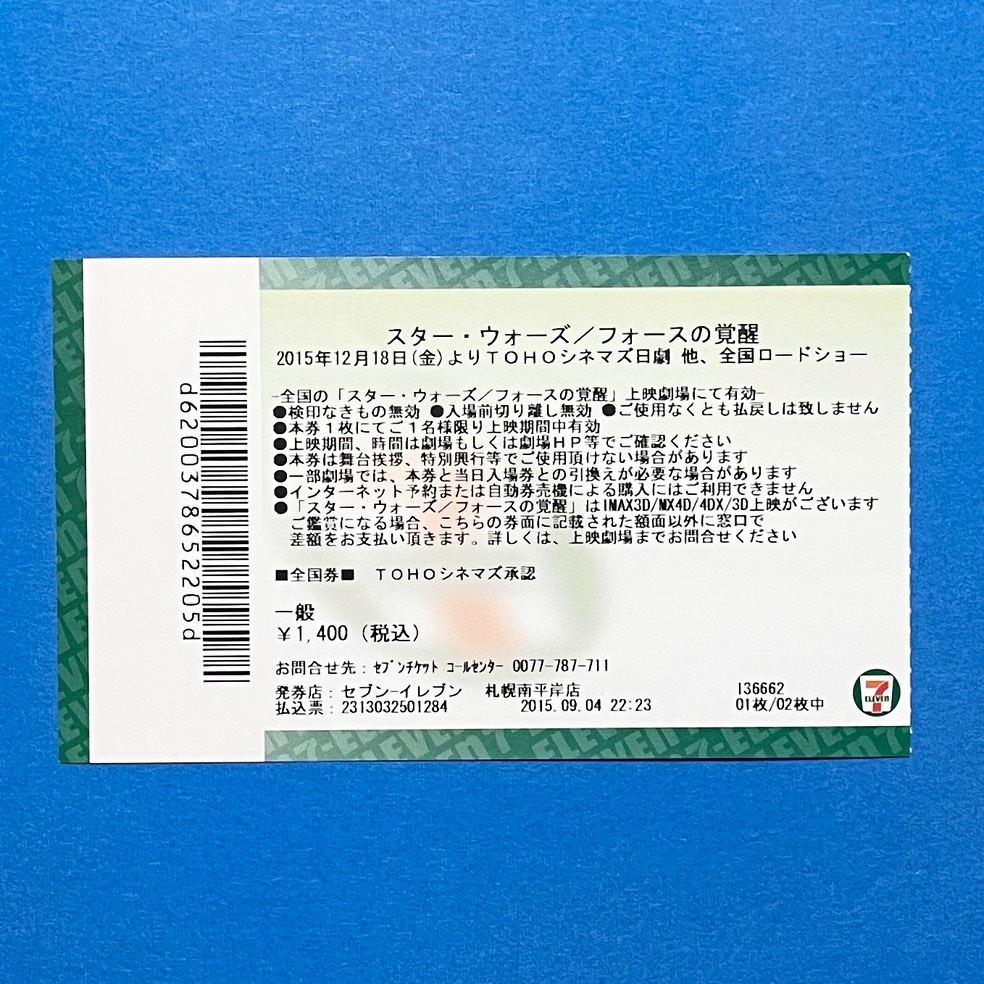 7-ELEVEN 7-ELEVEN 7-ELEVEN 7-ELEVEN 7
スター・ウォーズ／フォースの覚醒
2015年12月18日(金)よりＴＯＨＯシネマズ日劇 他、全国ロードショー
-全国の「スター・ウォーズ／フォースの覚醒」上映劇場にて有効-
●検印なきもの無効 ●入場前切り離し無効 ●ご使用なくとも払戻しは致しません
●本券１枚にてご１名様限り上映期間中有効
●上映期間、時間は劇場もしくは劇場ＨＰ等でご確認ください
●本券は舞台挨拶、特別興行等でご使用頂けない場合があります
●一部劇場では、本券と当日入場券との引換えが必要な場合があります
●インターネット予約または自動券売機による購入にはご利用できません
●「スター・ウォーズ／フォースの覚醒」はIMAX3D/MX4D/4DX/3D上映がございます
ご鑑賞になる場合、こちらの券面に記載された額面以外に窓口で
差額をお支払い頂きます。詳しくは、上映劇場までお問合せください
■全国券■ ＴＯＨＯシネマズ承認
一般
￥1,400（税込）
お問合せ先：ｾﾌﾞﾝﾁｹｯﾄ ｺｰﾙｾﾝﾀｰ 0077-787-711
発券店：セブン-イレブン 札幌南平岸店 136662
払込票：2313032501284 2015.09.04 22:23 01枚/02枚中
7 ELEVEN
d6200378652205d
7-ELEVEN 7-ELEVEN 7-ELEVEN 7-ELEVEN 7